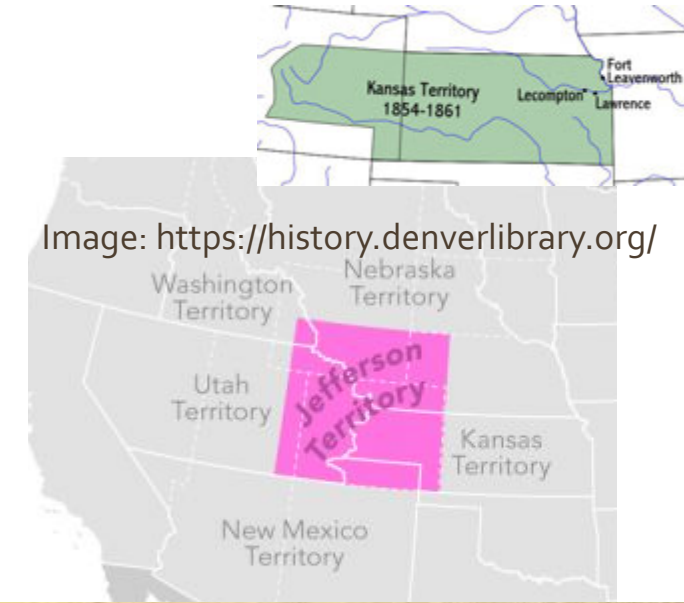 Fort
Leavenworth
Kansas Territory
1854-1861
Lecompton
Lawrence
Image: https://history.denverlibrary.org/
Washington
Territory
Nebraska
Territory
Jefferson
Territory
Utah
Territory
Kansas
Territory
New Mexico
Territory